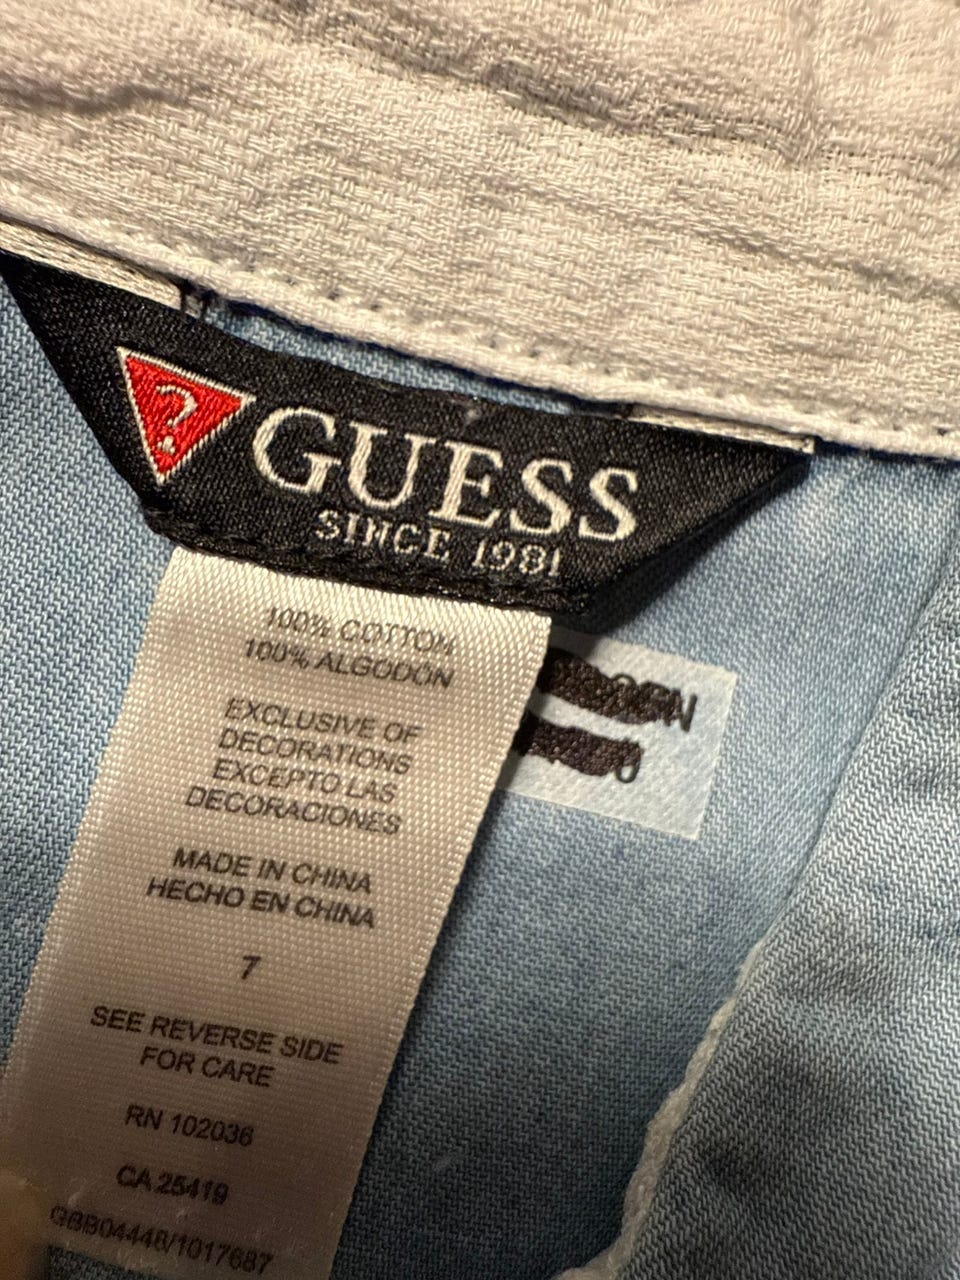 ?
GUESS
SINCE 1981
100% COTTON
100% ALGODÓN
EXCLUSIVE OF
DECORATIONS
EXCEPTO LAS
DECORACIONES
MADE IN CHINA
HECHO EN CHINA
7
SEE REVERSE SIDE
FOR CARE
RN 102036
CA 25419
GBB04448/1017687